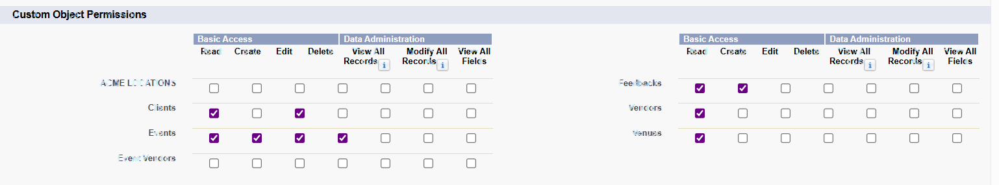 Custom Object Permissions
Basic Access Data Administration
Read Create Edit Delete View All Records Modify All Records View All Fields
ACME LOCATIONS
Clients
Events
Event Vendors
Basic Access Data Administration
Read Create Edit Delete View All Records Modify All Records View All Fields
Feedbacks
Vendors
Venues